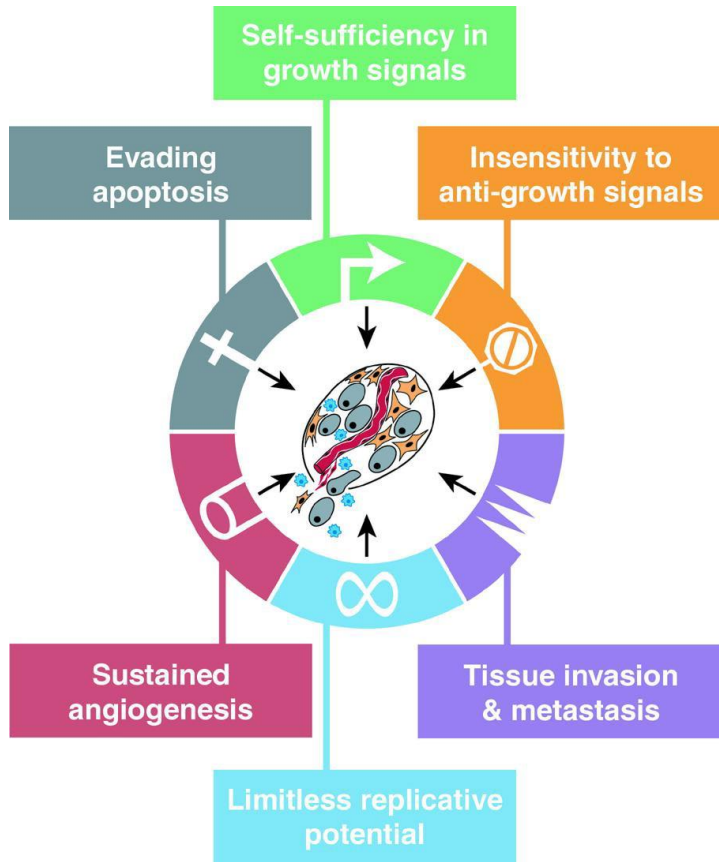 Self-sufficiency in
growth signals
Evading
apoptosis
Insensitivity to
anti-growth signals
Sustained
angiogenesis
Tissue invasion
& metastasis
Limitless replicative
potential